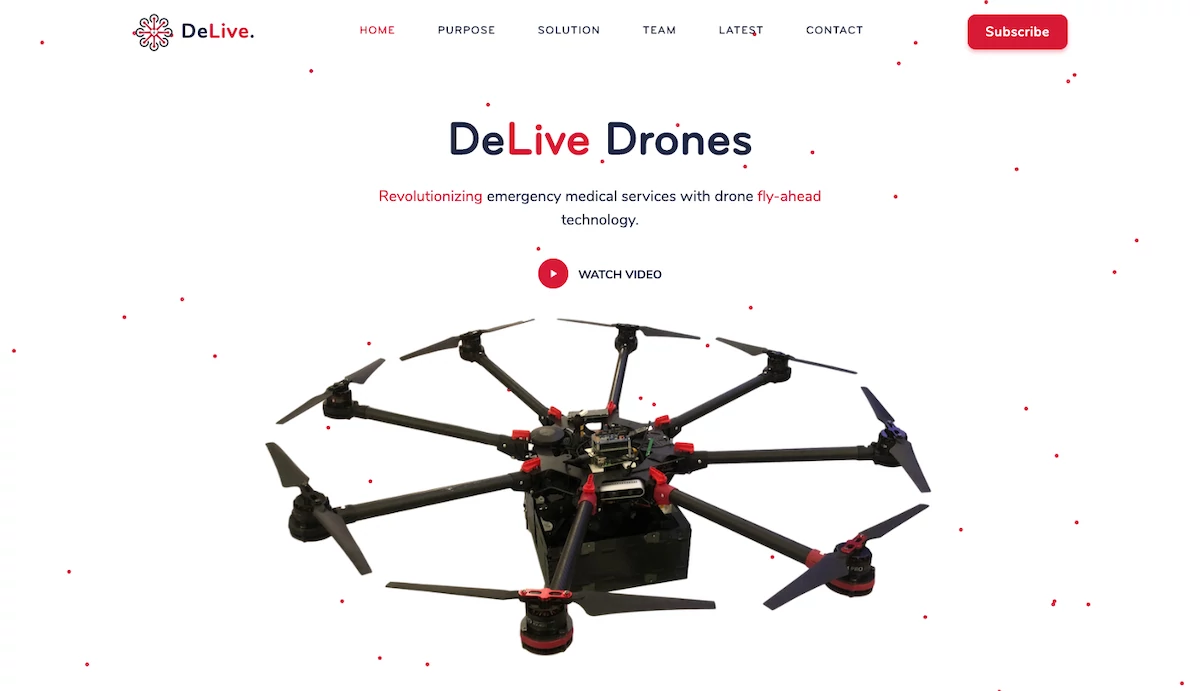 DeLive.
HOME PURPOSE SOLUTION TEAM LATEST CONTACT
Subscribe
DeLive Drones
Revolutionizing emergency medical services with drone fly-ahead
technology.
WATCH VIDEO